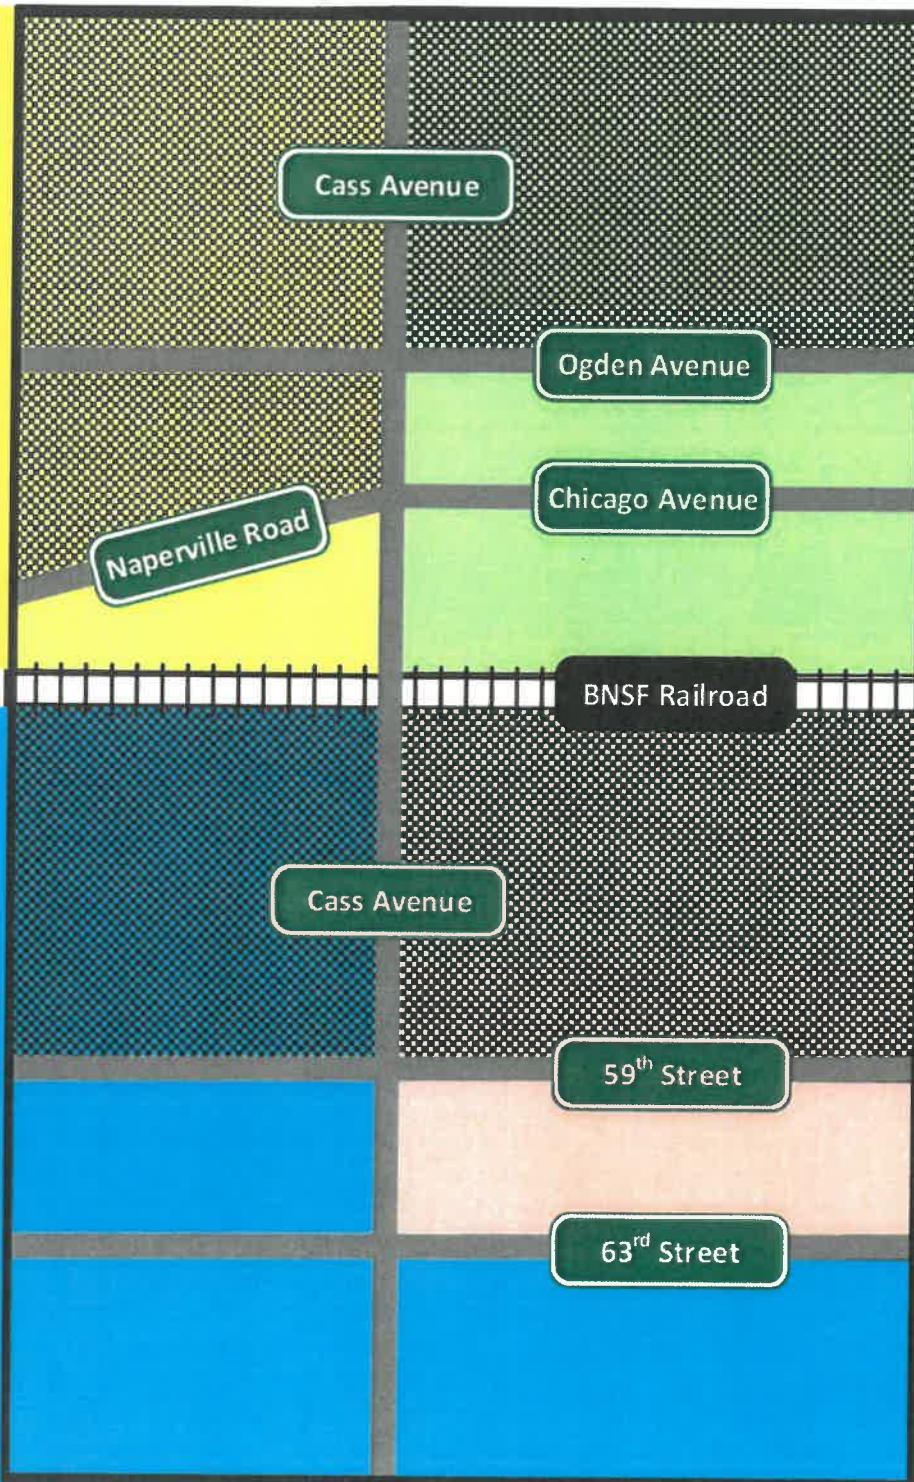 Cass Avenue
Ogden Avenue
Chicago Avenue
Naperville Road
BNSF Railroad
Cass Avenue
59th Street
63rd Street